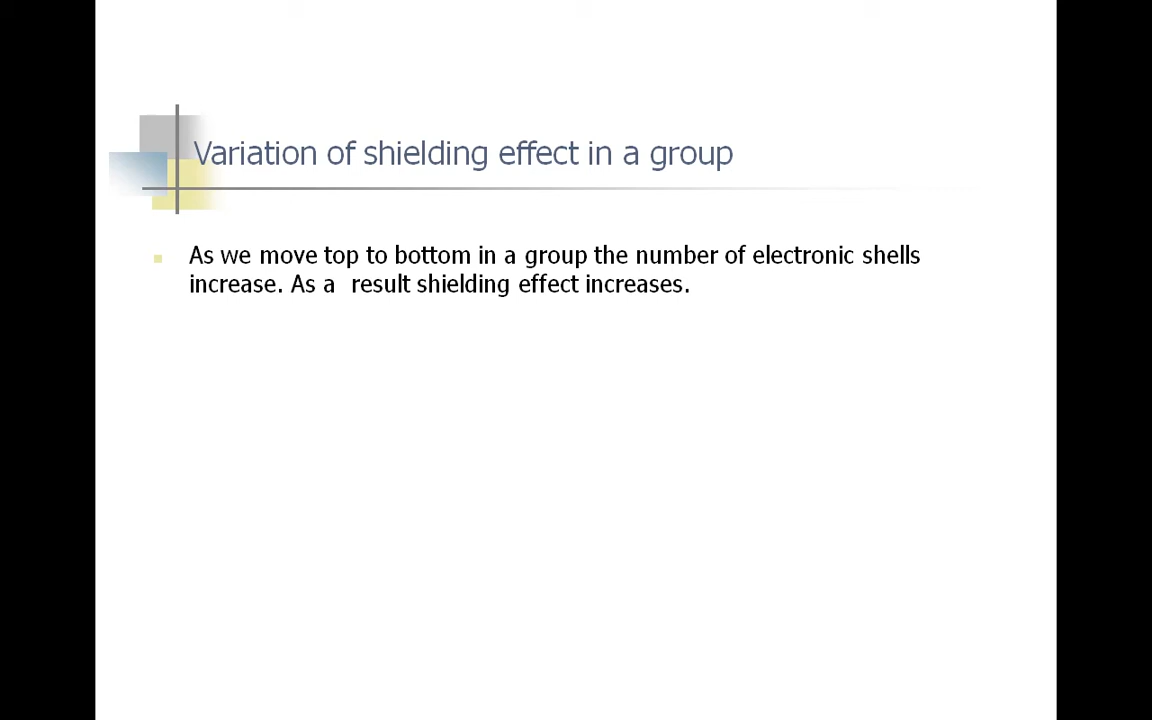 Variation of shielding effect in a group
As we move top to bottom in a group the number of electronic shells
increase. As a  result shielding effect increases.